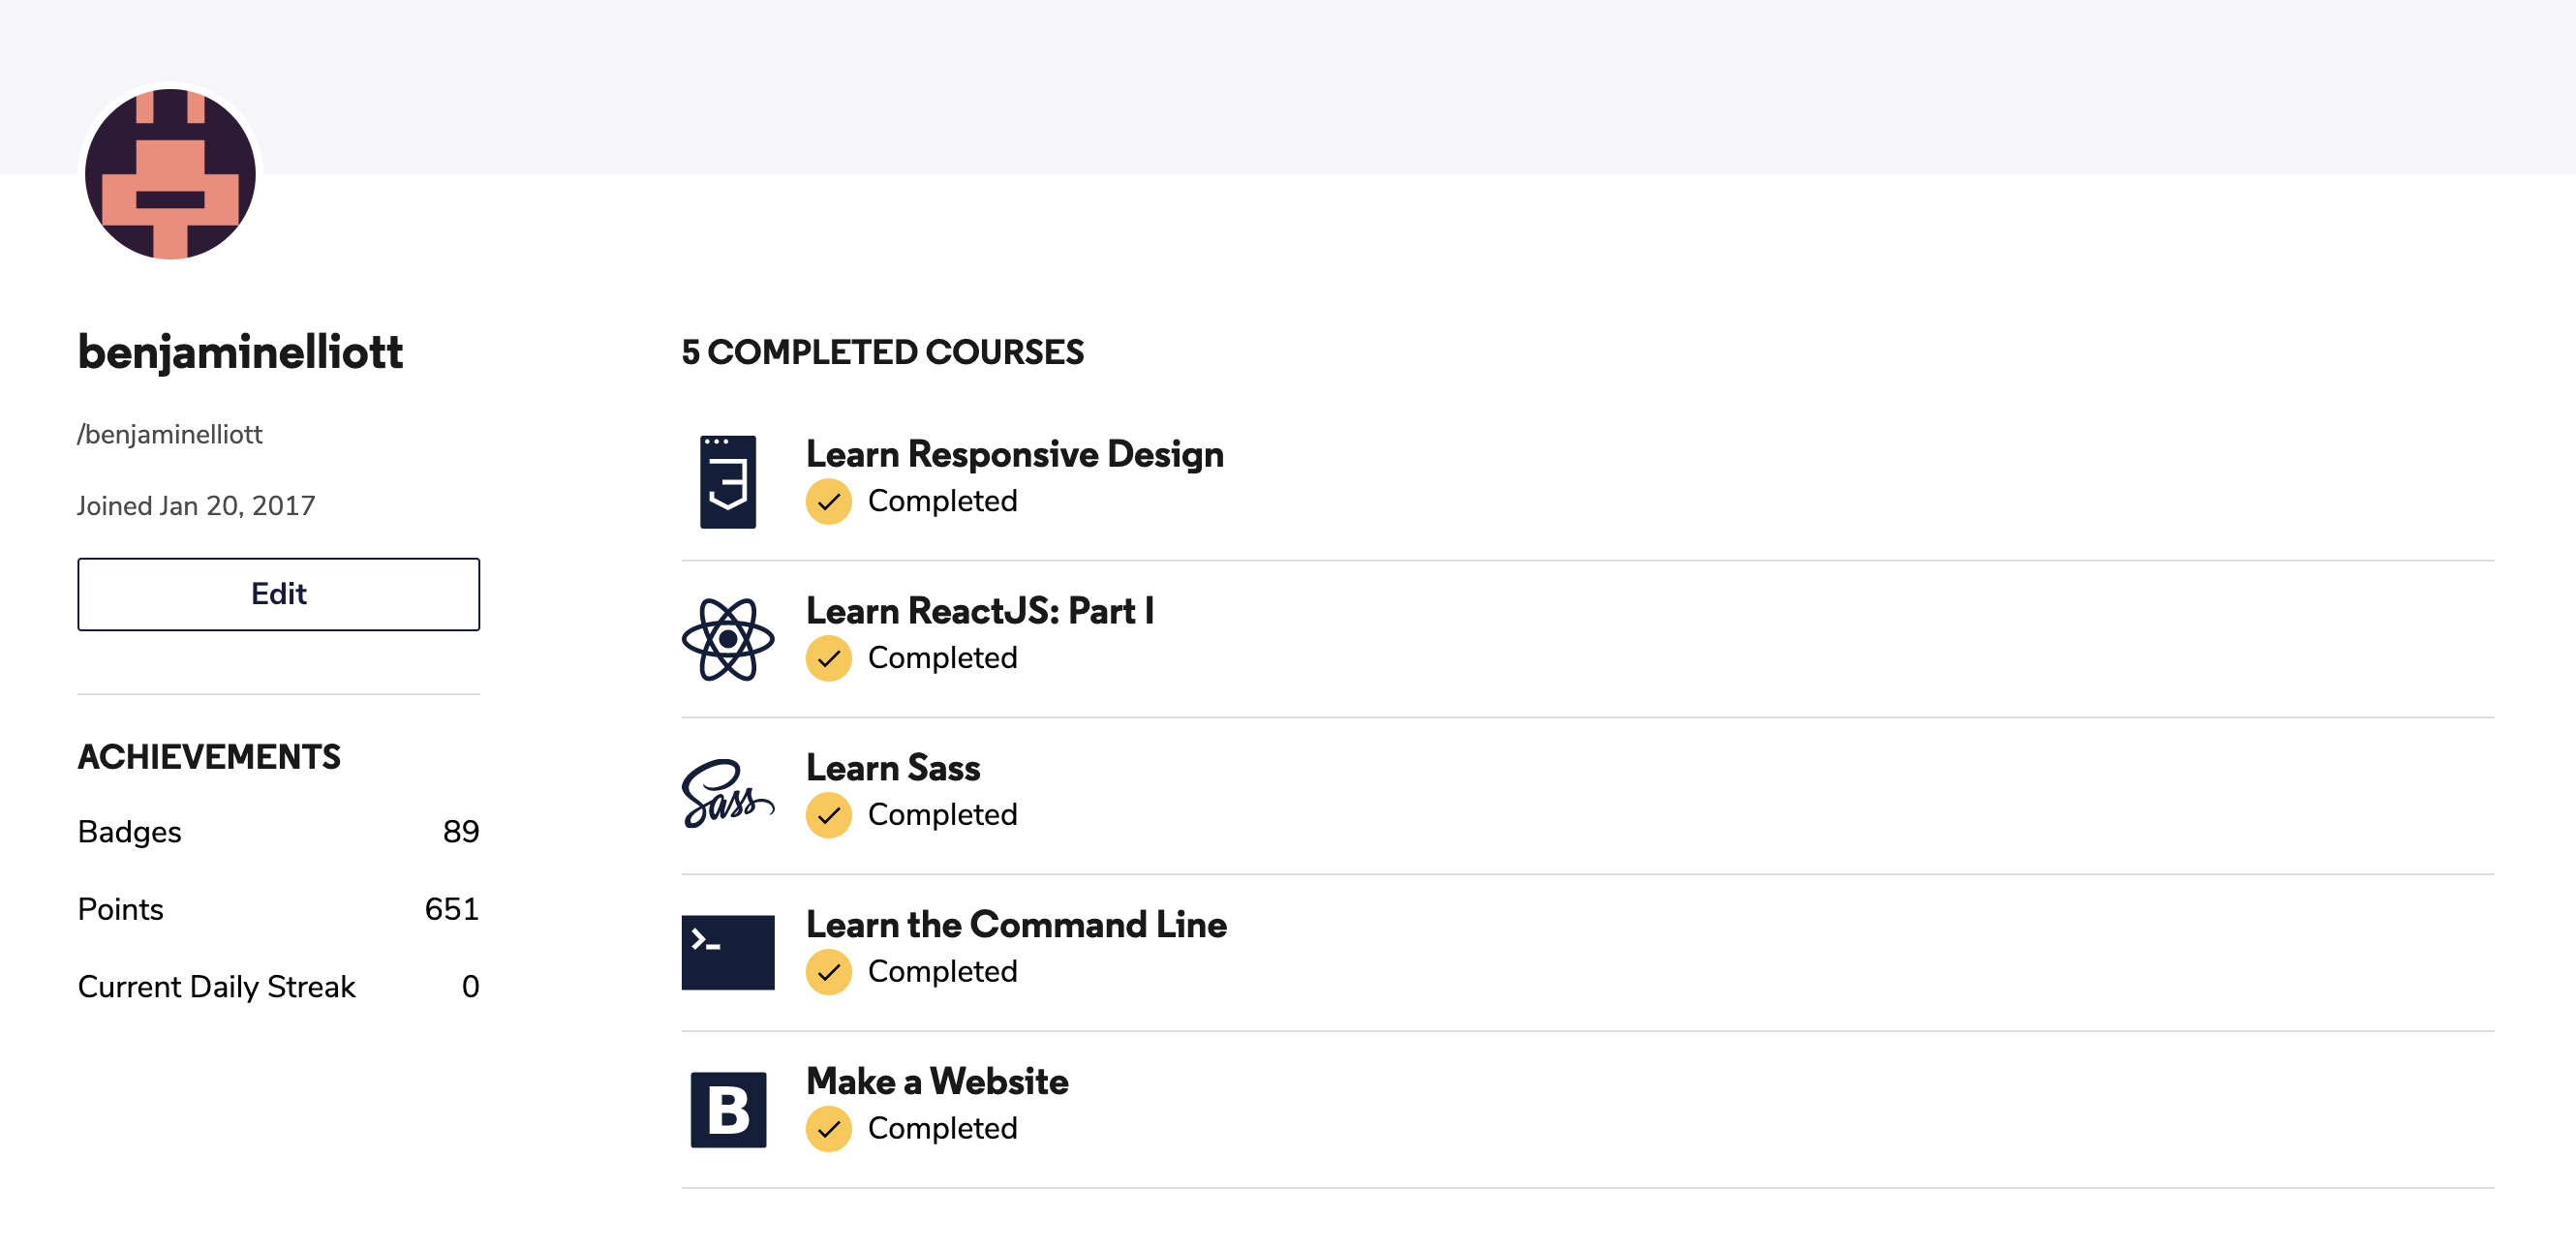 benjaminelliott
/benjaminelliott
Joined Jan 20, 2017
Edit
ACHIEVEMENTS
Badges 89
Points 651
Current Daily Streak 0
5 COMPLETED COURSES
Learn Responsive Design
Completed
Learn ReactJS: Part I
Completed
Sass
Learn Sass
Completed
>_
Learn the Command Line
Completed
B
Make a Website
Completed